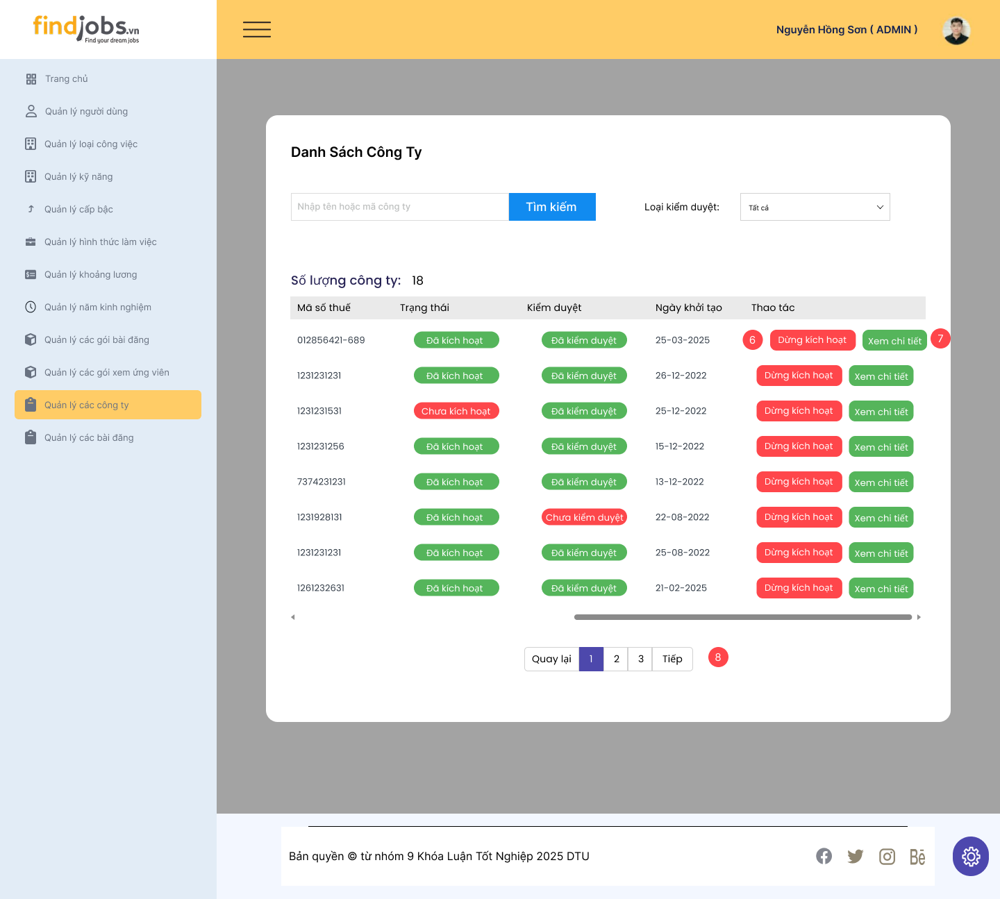 findjobs.vn
Find your dream jobs
Nguyễn Hồng Sơn ( ADMIN )
Trang chủ
Quản lý người dùng
Quản lý loại công việc
Quản lý kỹ năng
Quản lý cấp bậc
Quản lý hình thức làm việc
Quản lý khoảng lương
Quản lý năm kinh nghiệm
Quản lý các gói bài đăng
Quản lý các gói xem ứng viên
Quản lý các công ty
Quản lý các bài đăng
Danh Sách Công Ty
Nhập tên hoặc mã công ty Tìm kiếm Loại kiểm duyệt: Tất cả
Số lượng công ty: 18
Mã số thuế Trạng thái Kiểm duyệt Ngày khởi tạo Thao tác
012856421-689 Đã kích hoạt Đã kiểm duyệt 25-03-2025 6 Dừng kích hoạt Xem chi tiết 7
1231231231 Đã kích hoạt Đã kiểm duyệt 26-12-2022 Dừng kích hoạt Xem chi tiết
1231231531 Chưa kích hoạt Đã kiểm duyệt 25-12-2022 Dừng kích hoạt Xem chi tiết
1231231256 Đã kích hoạt Đã kiểm duyệt 15-12-2022 Dừng kích hoạt Xem chi tiết
7374231231 Đã kích hoạt Đã kiểm duyệt 13-12-2022 Dừng kích hoạt Xem chi tiết
1231928131 Đã kích hoạt Chưa kiểm duyệt 22-08-2022 Dừng kích hoạt Xem chi tiết
1231231231 Đã kích hoạt Đã kiểm duyệt 25-08-2022 Dừng kích hoạt Xem chi tiết
1261232631 Đã kích hoạt Đã kiểm duyệt 21-02-2025 Dừng kích hoạt Xem chi tiết
Quay lại 1 2 3 Tiếp 8
Bản quyền © từ nhóm 9 Khóa Luận Tốt Nghiệp 2025 DTU